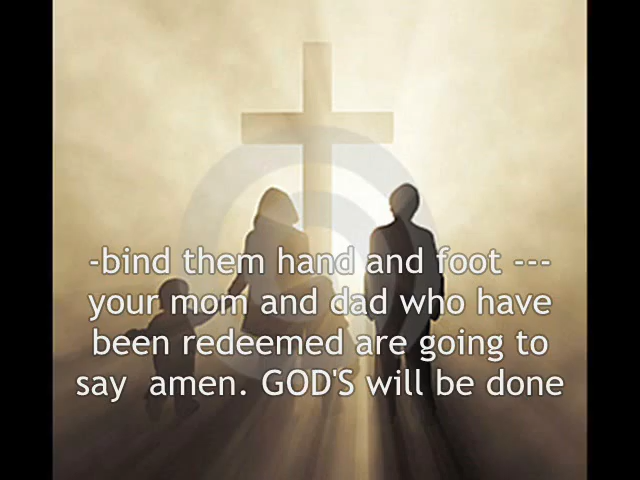 -bind them hand and foot ---
your mom and dad who have
been redeemed are going to
say  amen. GOD'S will be done